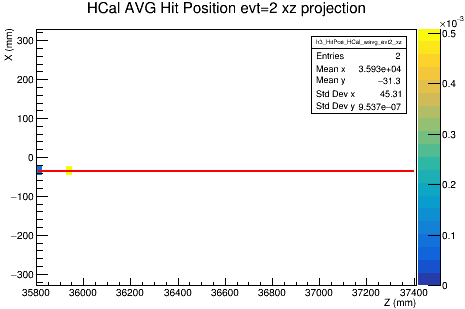 HCal AVG Hit Position evt=2 xz projection
×10⁻³
X (mm)
h3_HitPosi_HCal_wavg_evt2_xz
Entries 2
Mean x 3.593e+04
Mean y −31.3
Std Dev x 45.31
Std Dev y 9.537e−07
300
200
100
0
−100
−200
−300
0.5
0.4
0.3
0.2
0.1
0
35800 36000 36200 36400 36600 36800 37000 37200 37400
Z (mm)